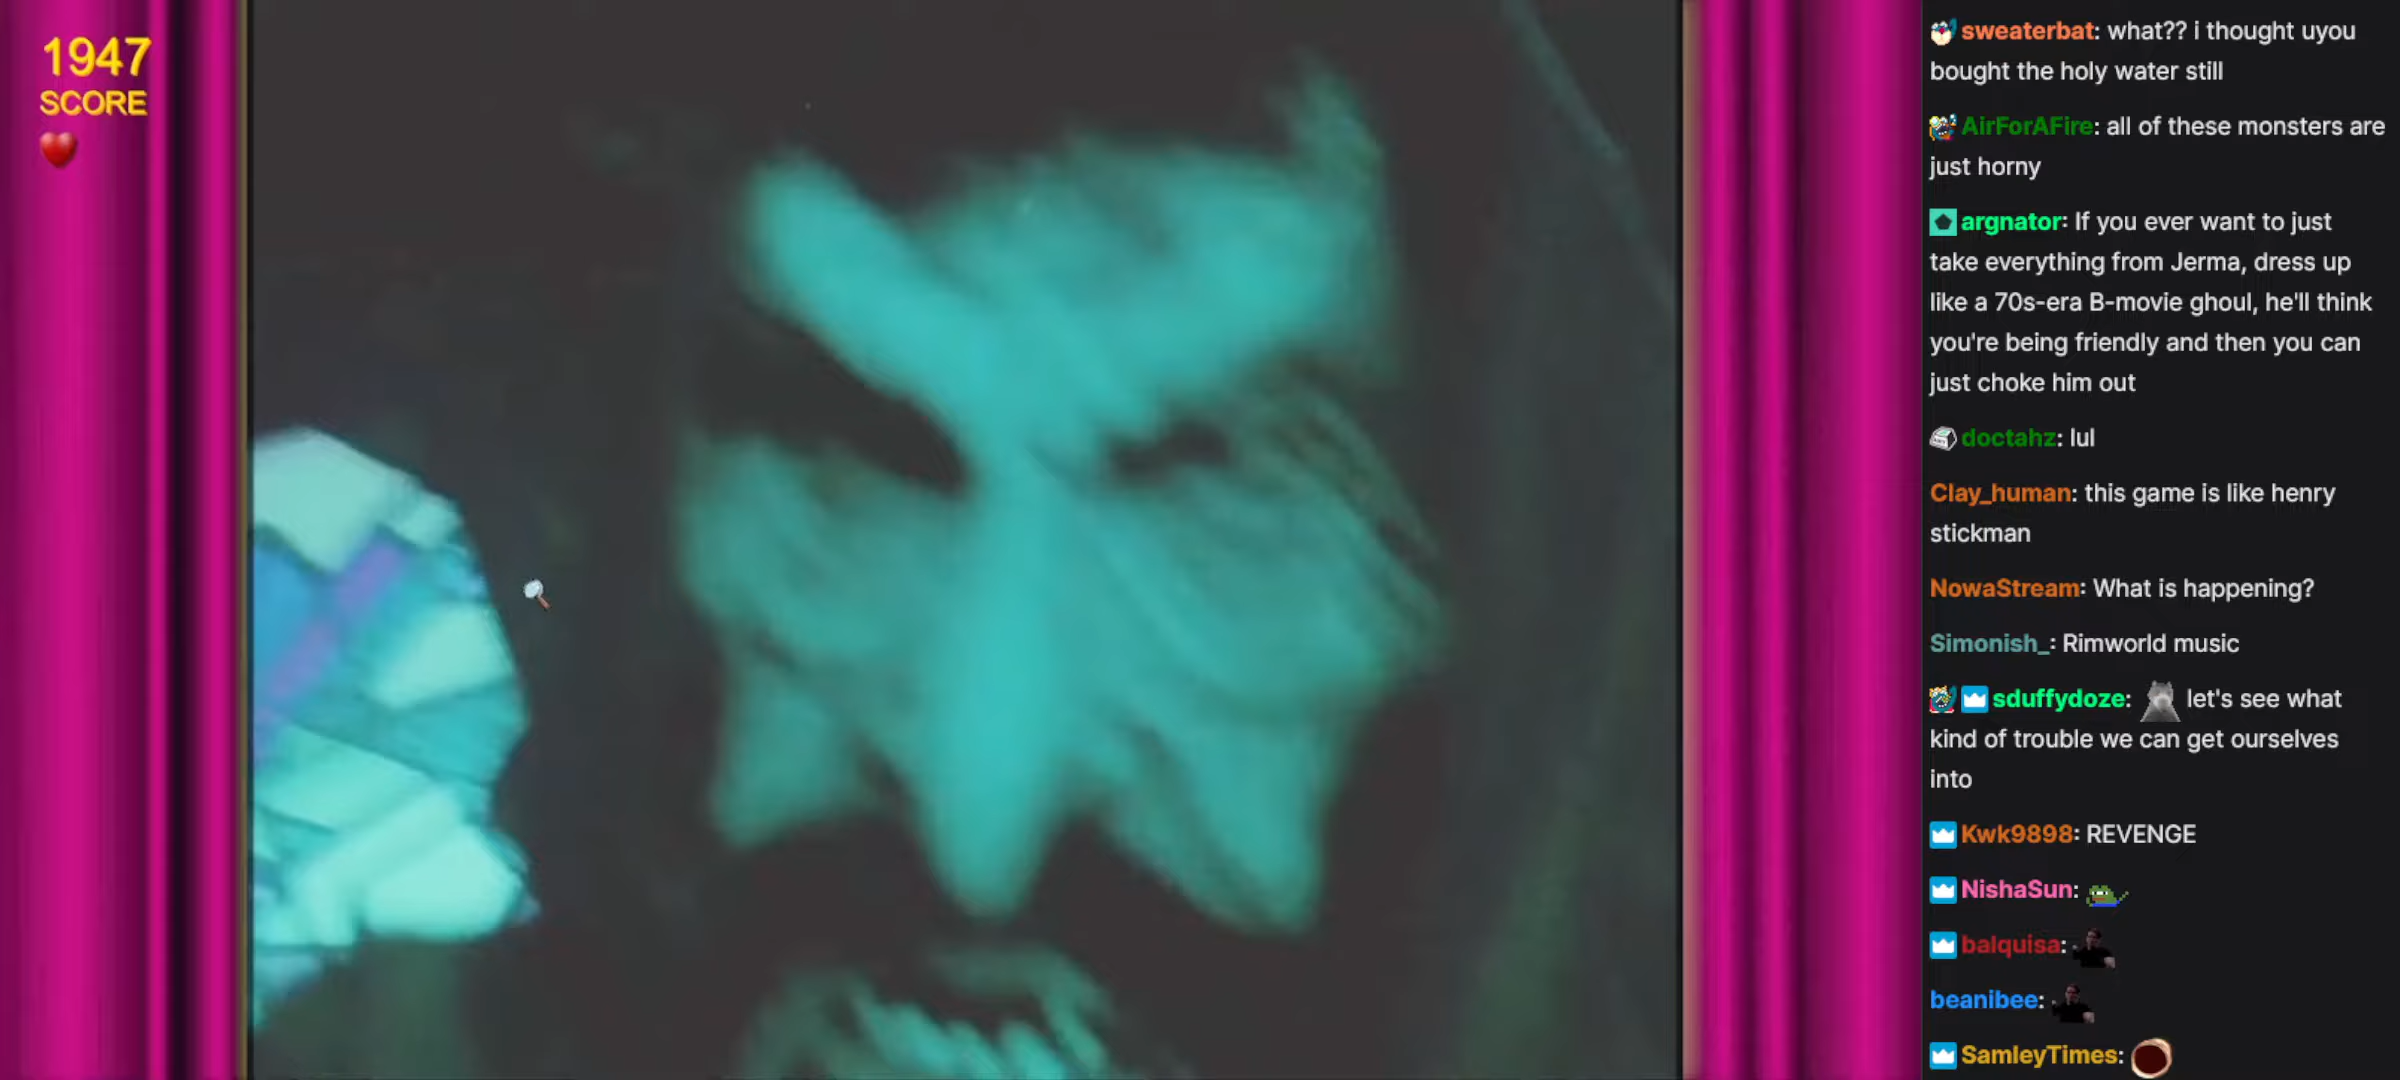 1947
SCORE
sweaterbat: what?? i thought uyou
bought the holy water still
AirForAFire: all of these monsters are
just horny
argnator: If you ever want to just
take everything from Jerma, dress up
like a 70s-era B-movie ghoul, he'll think
you're being friendly and then you can
just choke him out
doctahz: lul
Clay_human: this game is like henry
stickman
NowaStream: What is happening?
Simonish_: Rimworld music
sduffydoze: let's see what
kind of trouble we can get ourselves
into
Kwk9898: REVENGE
NishaSun:
balquisa:
beanibee:
SamleyTimes: